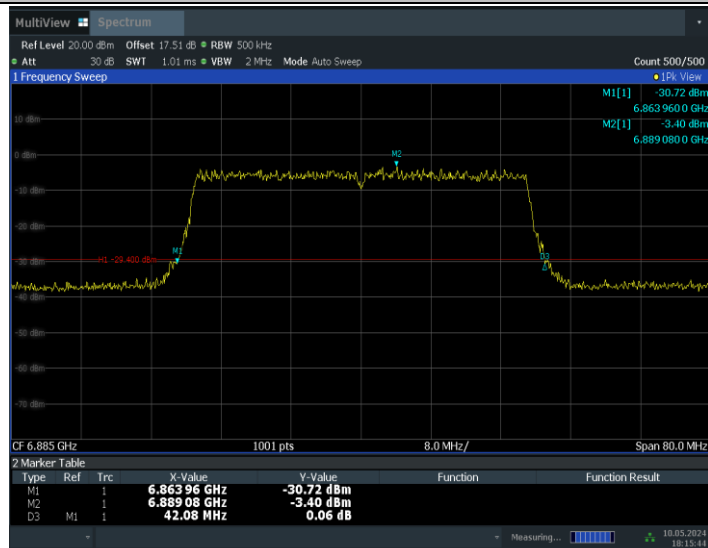 MultiView Spectrum
Ref Level 20.00 dBm Offset 17.51 dB RBW 500 kHz
Att 30 dB SWT 1.01 ms VBW 2 MHz Mode Auto Sweep Count 500/500
1 Frequency Sweep 1Pk View
M1[1] -30.72 dBm
6.863 960 0 GHz
M2[1] -3.40 dBm
6.889 080 0 GHz
10 dBm
0 dBm
M2
-10 dBm
-20 dBm
M1
D3
-30 dBm
H1 -29.400 dBm
-40 dBm
-50 dBm
-60 dBm
-70 dBm
CF 6.885 GHz 1001 pts 8.0 MHz/ Span 80.0 MHz
2 Marker Table
Type Ref Trc X-Value Y-Value Function Function Result
M1 1 6.863 96 GHz -30.72 dBm
M2 1 6.889 08 GHz -3.40 dBm
D3 M1 1 42.08 MHz 0.06 dB
Measuring... 10.05.2024
18:15:44